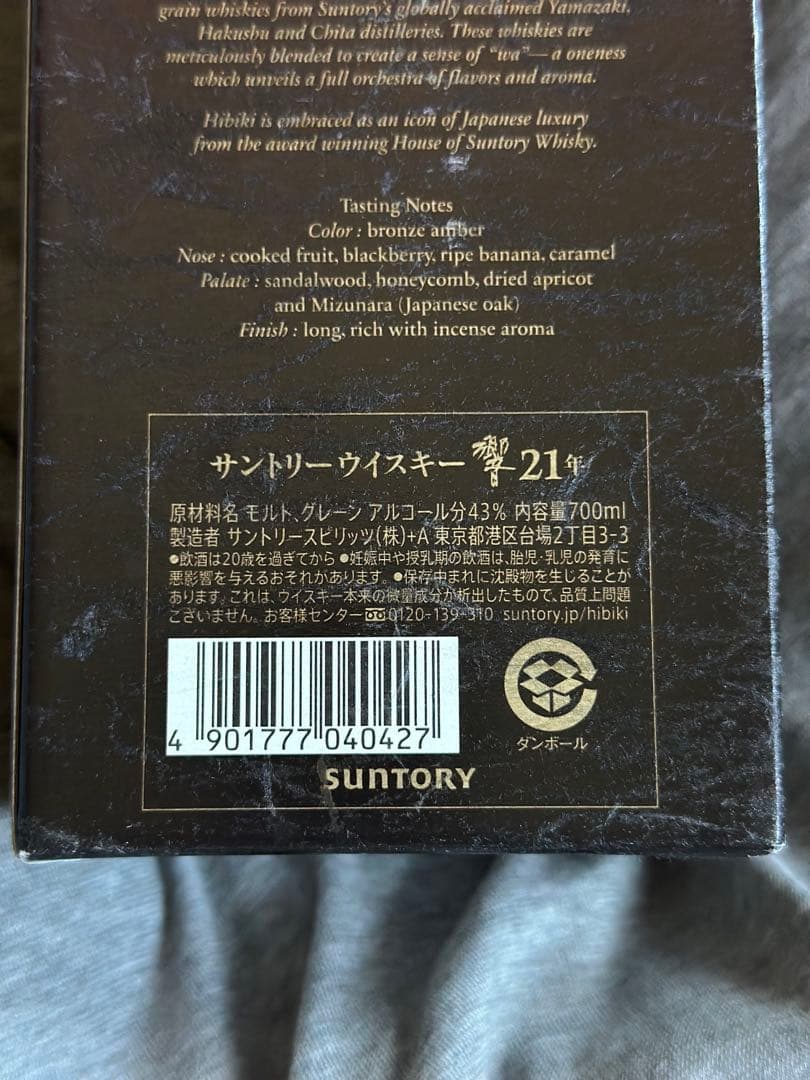 grain whiskies from Suntory's globally acclaimed Yamazaki,
Hakushu and Chita distilleries. These whiskies are
meticulously blended to create a sense of "wa"—a oneness
which unveils a full orchestra of flavors and aroma.
Hibiki is embraced as an icon of Japanese luxury
from the award winning House of Suntory Whisky.
Tasting Notes
Color : bronze amber
Nose : cooked fruit, blackberry, ripe banana, caramel
Palate : sandalwood, honeycomb, dried apricot
and Mizunara (Japanese oak)
Finish : long, rich with incense aroma
サントリーウイスキー 響 21年
原材料名 モルト、グレーン アルコール分43% 内容量700ml
製造者 サントリースピリッツ(株)+A 東京都港区台場2丁目3-3
●飲酒は20歳を過ぎてから ●妊娠中や授乳期の飲酒は、胎児・乳児の発育に
悪影響を与えるおそれがあります。●保存中まれに沈殿物を生じることが
あります。これは、ウイスキー本来の微量成分が析出したもので、品質上問題
ございません。お客様センター 0120-139-310 suntory.jp/hibiki
4 901777 040427
ダンボール
SUNTORY